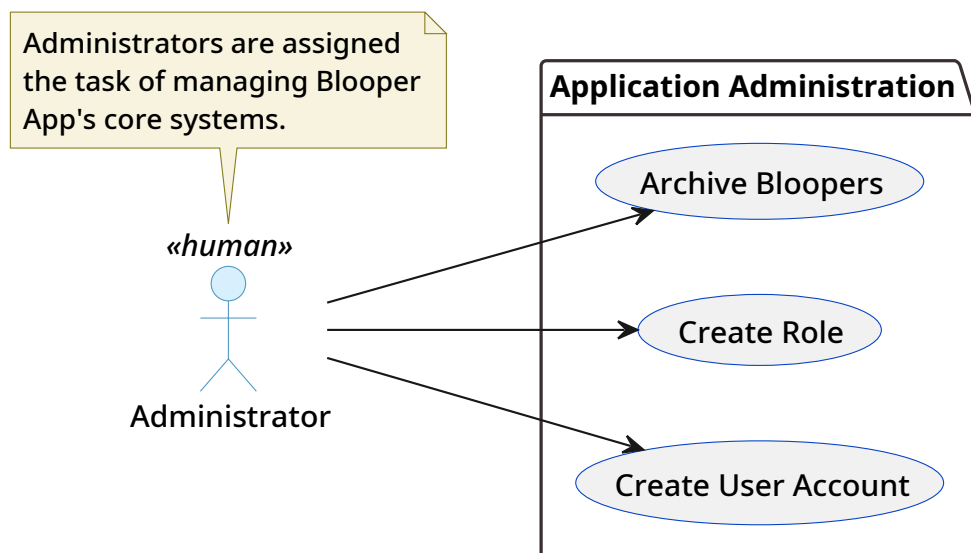 Administrators are assigned
the task of managing Blooper
App's core systems.
Application Administration
Archive Bloopers
«human»
Create Role
Administrator
Create User Account